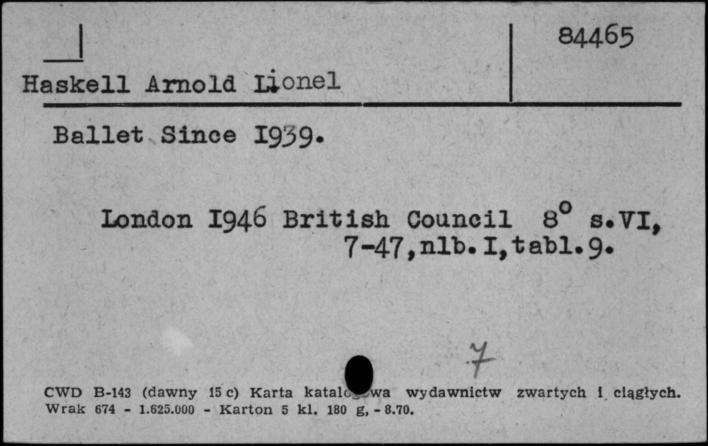 84465
Haskell Arnold Lionel
Ballet Since 1939.
London 1946 British Council 8° s.VI,
7-47,nlb.I,tabl.9.
7
CWD B-143 (dawny 15 c) Karta katalogowa wydawnictw zwartych i ciągłych.
Wrak 674 - 1.625.000 - Karton 5 kl. 180 g, - 8.70.